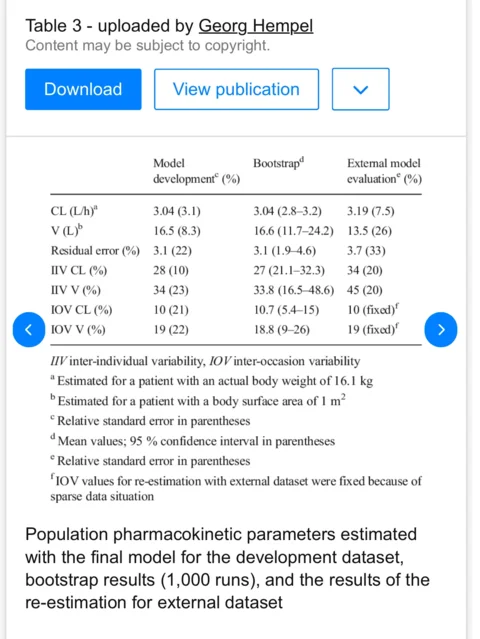 Table 3 - uploaded by Georg Hempel
Content may be subject to copyright.
Download View publication
Model development^c (%) Bootstrap^d External model evaluation^e (%)
CL (L/h)^a 3.04 (3.1) 3.04 (2.8–3.2) 3.19 (7.5)
V (L)^b 16.5 (8.3) 16.6 (11.7–24.2) 13.5 (26)
Residual error (%) 3.1 (22) 3.1 (1.9–4.6) 3.7 (33)
IIV CL (%) 28 (10) 27 (21.1–32.3) 34 (20)
IIV V (%) 34 (23) 33.8 (16.5–48.6) 45 (20)
IOV CL (%) 10 (21) 10.7 (5.4–15) 10 (fixed)^f
IOV V (%) 19 (22) 18.8 (9–26) 19 (fixed)^f
IIV inter-individual variability, IOV inter-occasion variability
^a Estimated for a patient with an actual body weight of 16.1 kg
^b Estimated for a patient with a body surface area of 1 m^2
^c Relative standard error in parentheses
^d Mean values; 95 % confidence interval in parentheses
^e Relative standard error in parentheses
^f IOV values for re-estimation with external dataset were fixed because of
sparse data situation
Population pharmacokinetic parameters estimated
with the final model for the development dataset,
bootstrap results (1,000 runs), and the results of the
re-estimation for external dataset